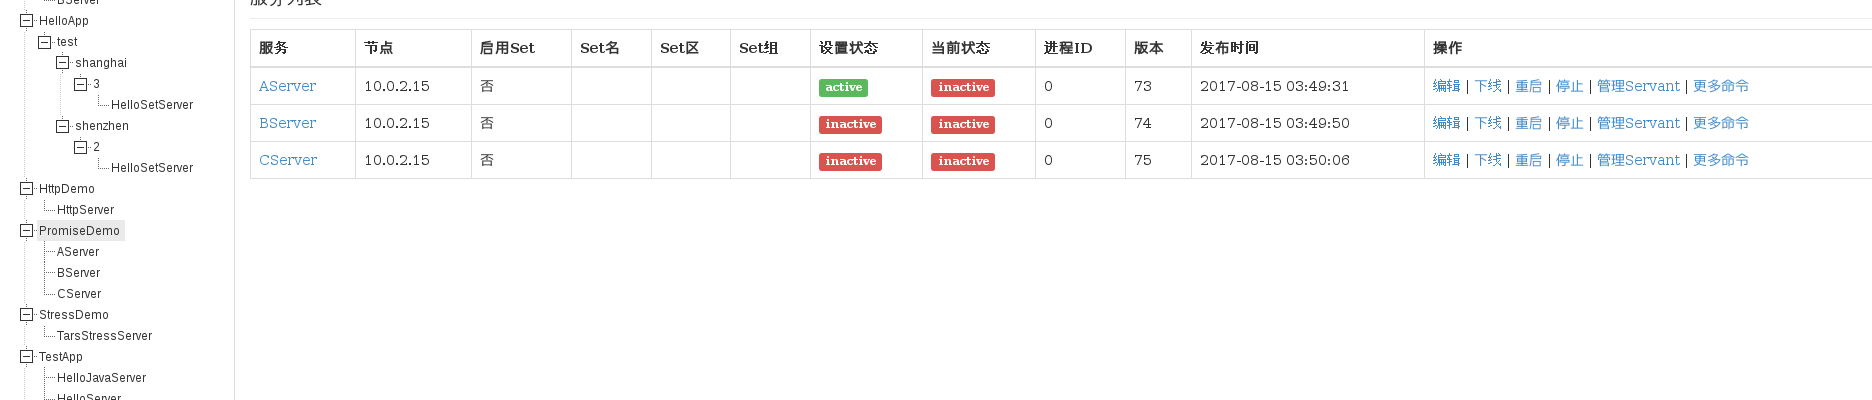 BServer
HelloApp
test
shanghai
3
HelloSetServer
shenzhen
2
HelloSetServer
HttpDemo
HttpServer
PromiseDemo
AServer
BServer
CServer
StressDemo
TarsStressServer
TestApp
HelloJavaServer
HelloServer
服务列表
服务 节点 启用Set Set名 Set区 Set组 设置状态 当前状态 进程ID 版本 发布时间 操作
AServer 10.0.2.15 否 active inactive 0 73 2017-08-15 03:49:31 编辑 | 下线 | 重启 | 停止 | 管理Servant | 更多命令
BServer 10.0.2.15 否 inactive inactive 0 74 2017-08-15 03:49:50 编辑 | 下线 | 重启 | 停止 | 管理Servant | 更多命令
CServer 10.0.2.15 否 inactive inactive 0 75 2017-08-15 03:50:06 编辑 | 下线 | 重启 | 停止 | 管理Servant | 更多命令